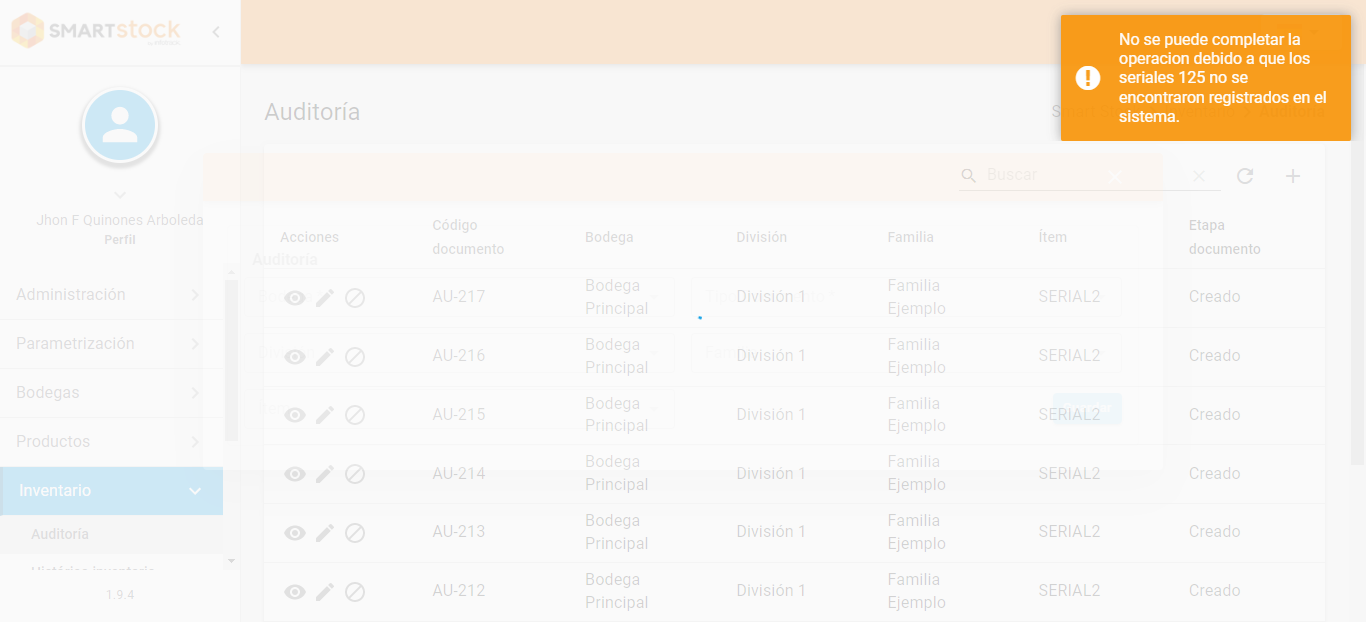 SMARTstock
No se puede completar la
operacion debido a que los
seriales 125 no se
encontraron registrados en el
sistema.
Auditoría
Buscar
Jhon F Quinones Arboleda
Perfil
Acciones
Código
documento
Bodega
División
Familia
Ítem
Etapa
documento
Auditoría
Administración
Parametrización
Bodegas
Productos
Inventario
Auditoría
Histórico inventario
1.9.4
AU-217
Bodega
Principal
División 1
Familia
Ejemplo
SERIAL2
Creado
AU-216
Bodega
Principal
División 1
Familia
Ejemplo
SERIAL2
Creado
AU-215
Bodega
Principal
División 1
Familia
Ejemplo
SERIAL2
Creado
AU-214
Bodega
Principal
División 1
Familia
Ejemplo
SERIAL2
Creado
AU-213
Bodega
Principal
División 1
Familia
Ejemplo
SERIAL2
Creado
AU-212
Bodega
Principal
División 1
Familia
Ejemplo
SERIAL2
Creado